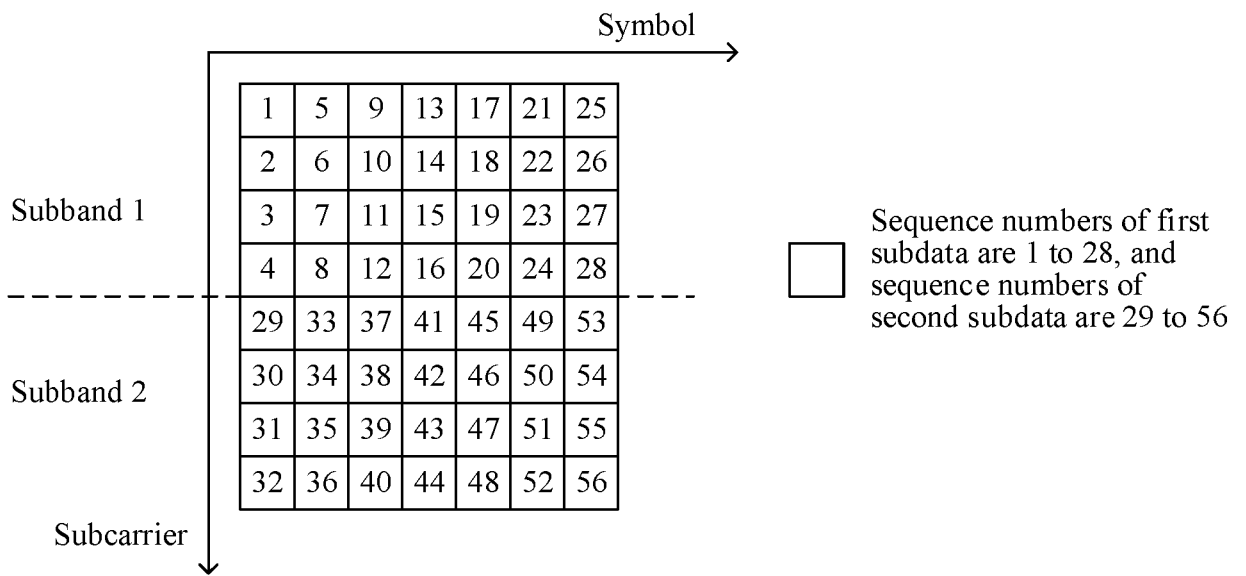 Symbol
1 5 9 13 17 21 25
2 6 10 14 18 22 26
Subband 1
3 7 11 15 19 23 27
4 8 12 16 20 24 28
Sequence numbers of first
subdata are 1 to 28, and
sequence numbers of
second subdata are 29 to 56
29 33 37 41 45 49 53
30 34 38 42 46 50 54
Subband 2
31 35 39 43 47 51 55
32 36 40 44 48 52 56
Subcarrier